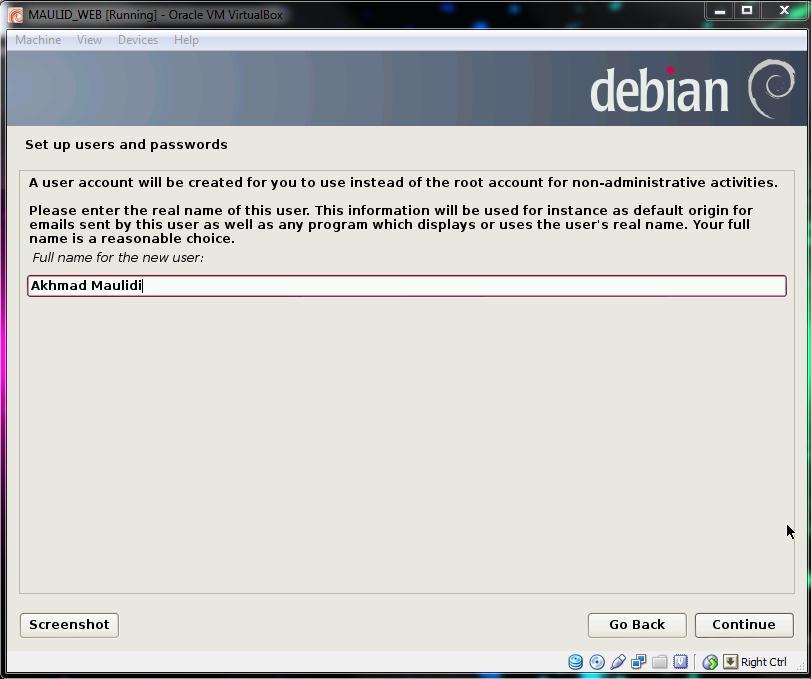 MAULID_WEB [Running] - Oracle VM VirtualBox
Machine View Devices Help
debian
Set up users and passwords
A user account will be created for you to use instead of the root account for non-administrative activities.
Please enter the real name of this user. This information will be used for instance as default origin for
emails sent by this user as well as any program which displays or uses the user's real name. Your full
name is a reasonable choice.
Full name for the new user:
Akhmad Maulidi
Screenshot Go Back Continue
Right Ctrl